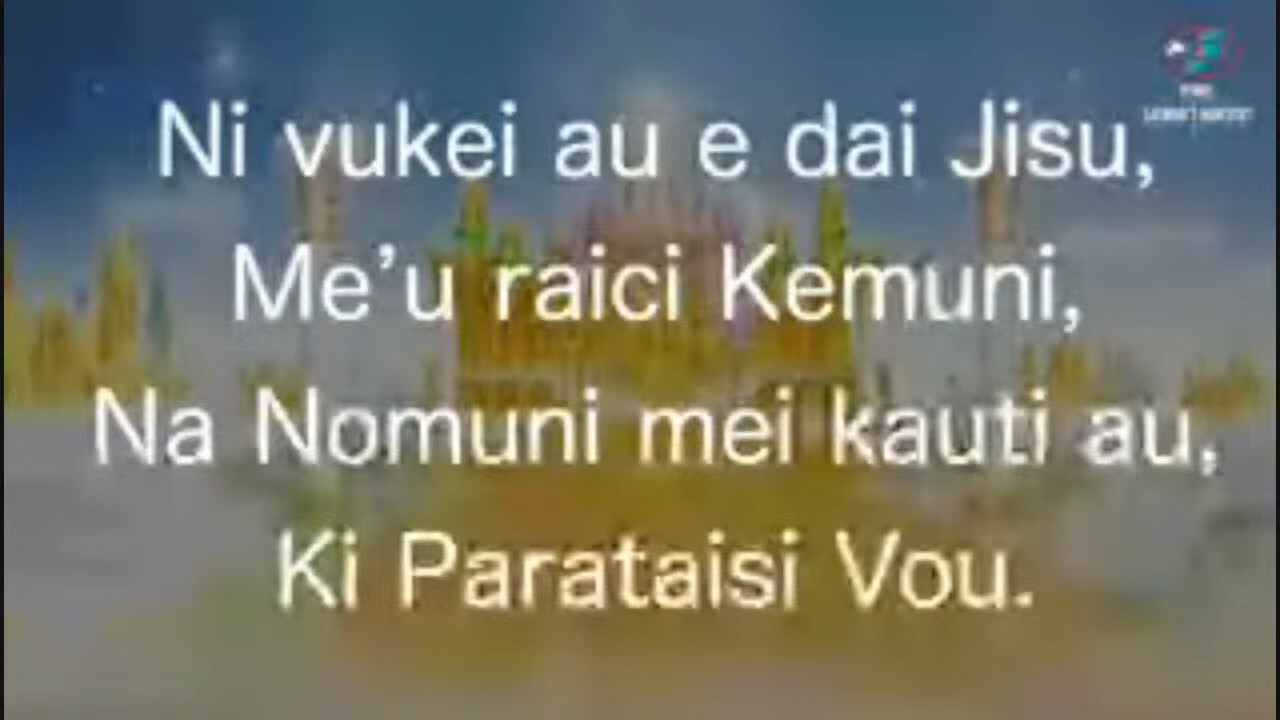 Ni vukei au e dai Jisu,
Me'u raici Kemuni,
Na Nomuni mei kauti au,
Ki Parataisi Vou.